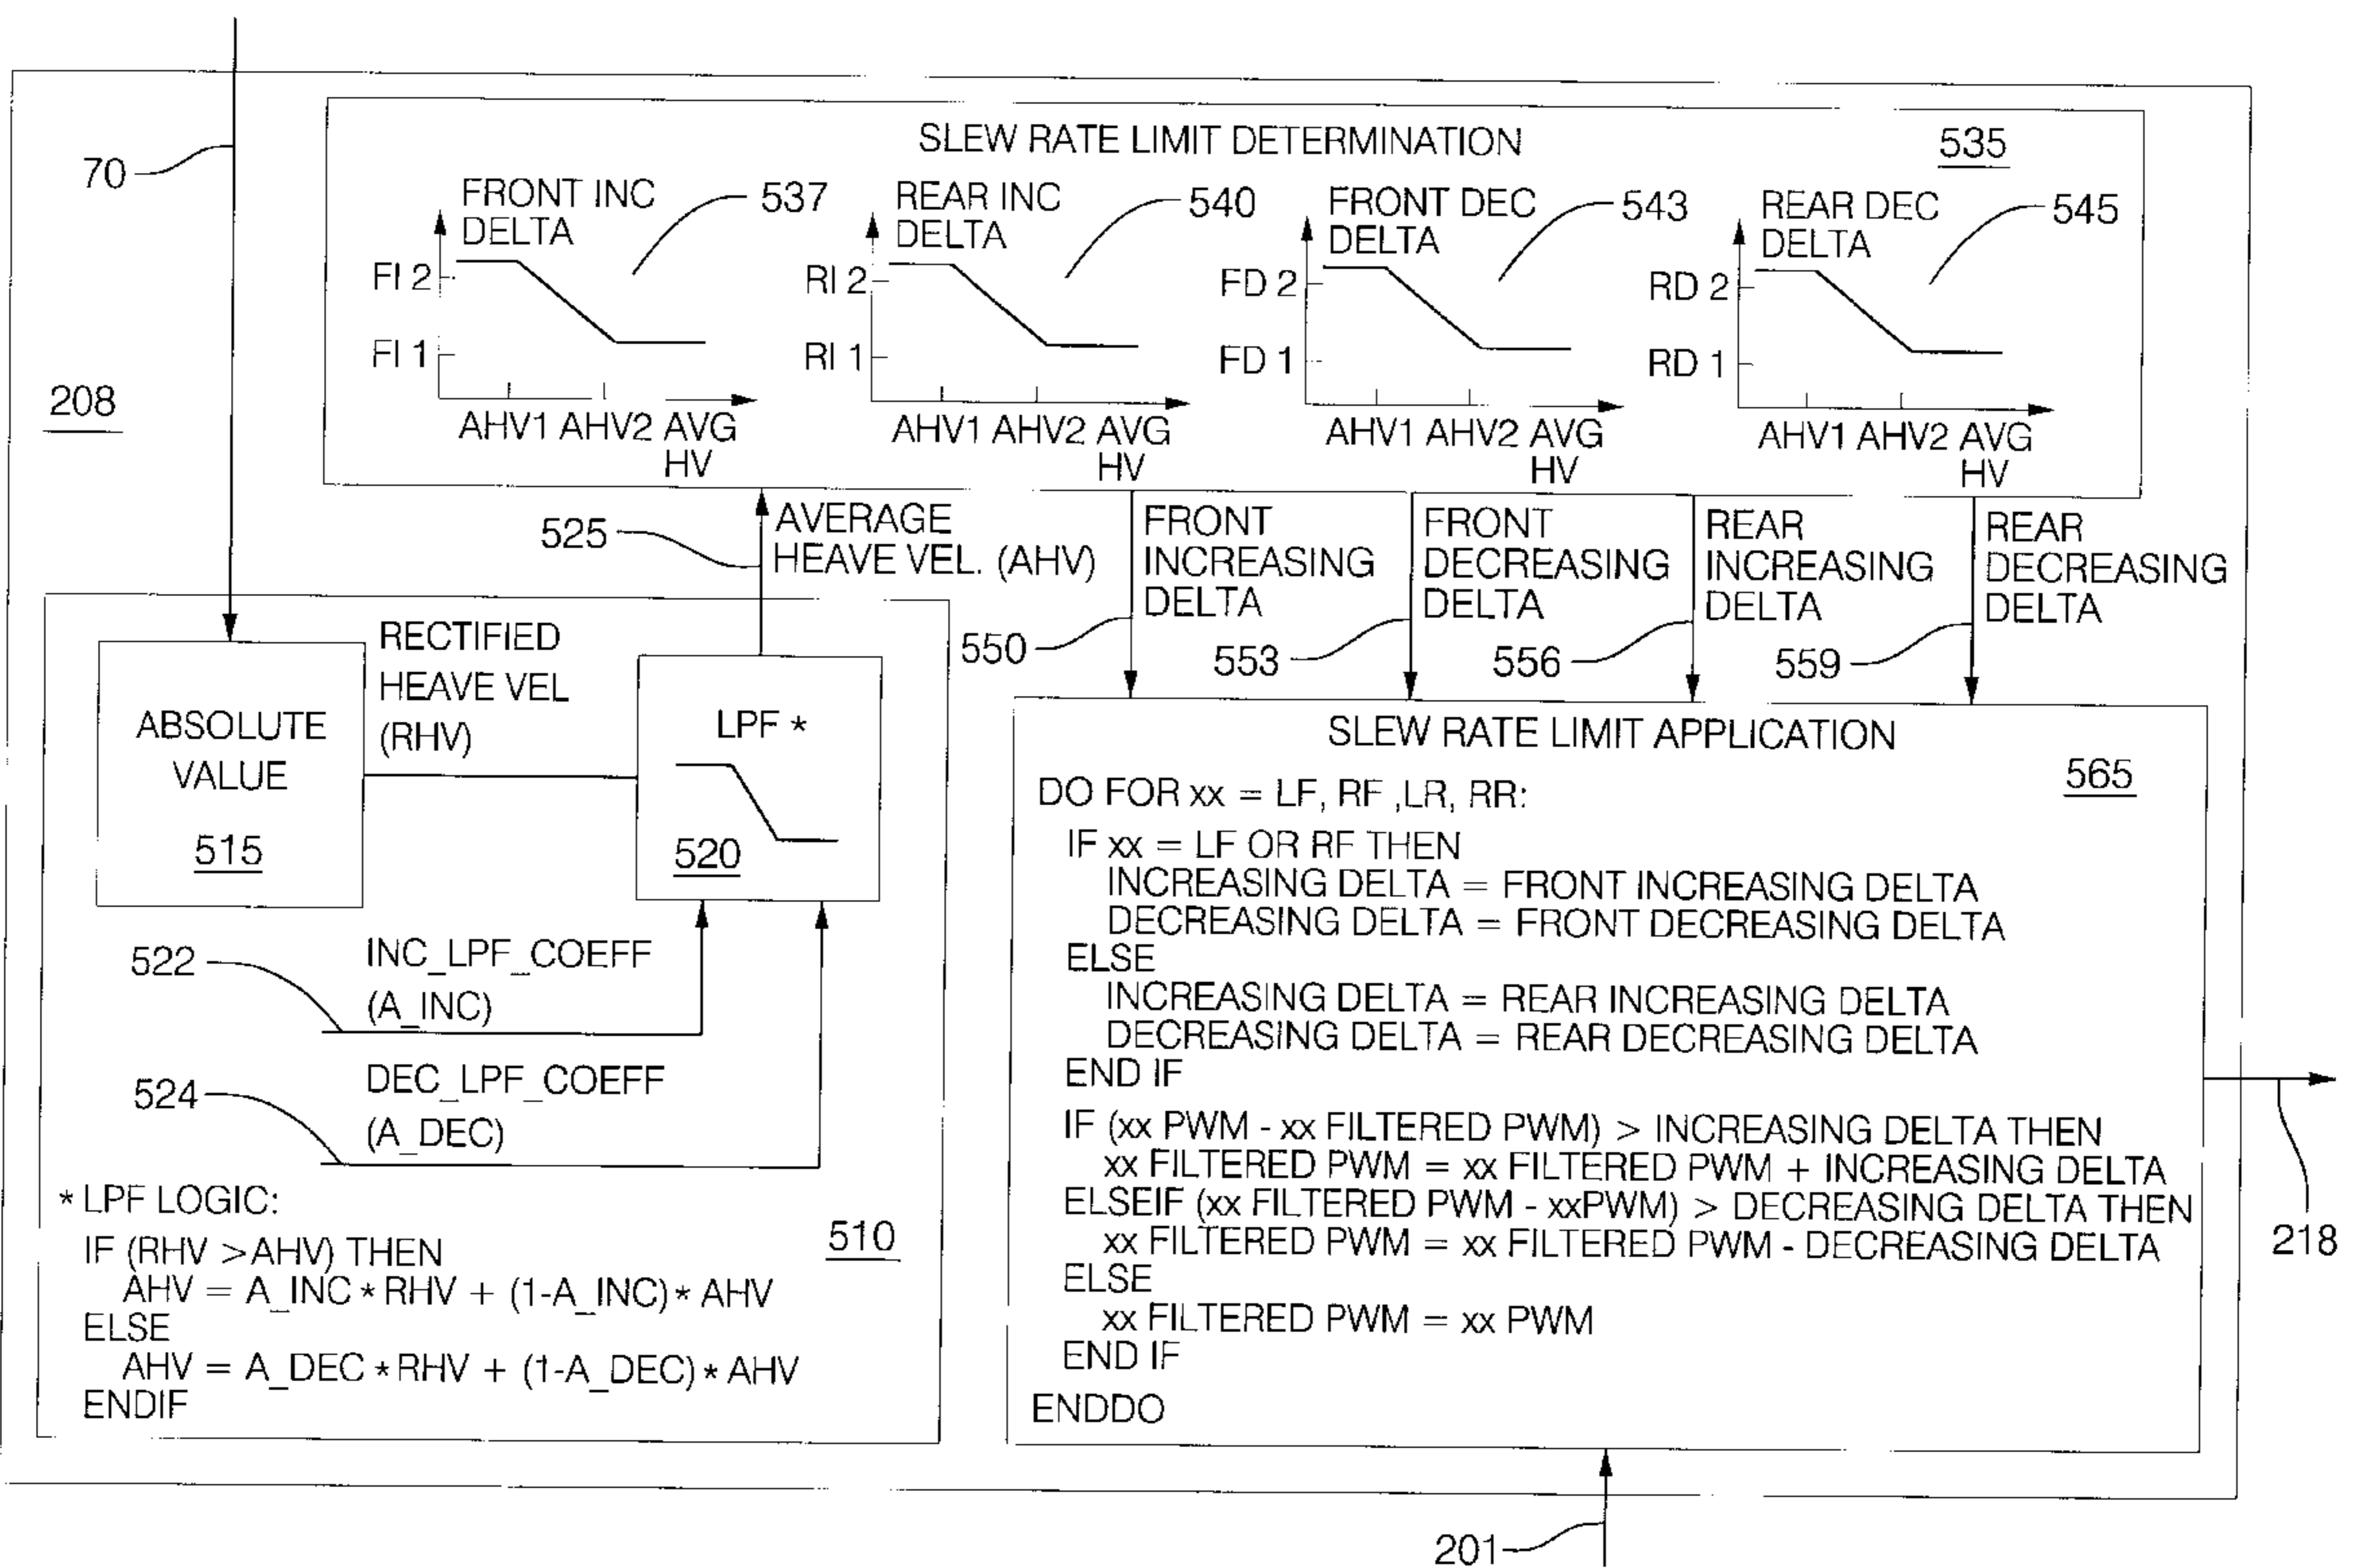 SLEW RATE LIMIT DETERMINATION
535
70
208
FRONT INC
DELTA
537
FI 2
FI 1
AHV1 AHV2 AVG
HV
REAR INC
DELTA
540
RI 2
RI 1
AHV1 AHV2 AVG
HV
FRONT DEC
DELTA
543
FD 2
FD 1
AHV1 AHV2 AVG
HV
REAR DEC
DELTA
545
RD 2
RD 1
AHV1 AHV2 AVG
HV
525
AVERAGE
HEAVE VEL. (AHV)
FRONT
INCREASING
DELTA
550
FRONT
DECREASING
DELTA
553
REAR
INCREASING
DELTA
556
REAR
DECREASING
DELTA
559
ABSOLUTE
VALUE
515
RECTIFIED
HEAVE VEL
(RHV)
LPF *
520
522
INC_LPF_COEFF
(A_INC)
524
DEC_LPF_COEFF
(A_DEC)
* LPF LOGIC:
510
IF (RHV >AHV) THEN
AHV = A_INC * RHV + (1-A_INC) * AHV
ELSE
AHV = A_DEC * RHV + (1-A_DEC) * AHV
ENDIF
SLEW RATE LIMIT APPLICATION
565
DO FOR xx = LF, RF ,LR, RR:
IF xx = LF OR RF THEN
INCREASING DELTA = FRONT INCREASING DELTA
DECREASING DELTA = FRONT DECREASING DELTA
ELSE
INCREASING DELTA = REAR INCREASING DELTA
DECREASING DELTA = REAR DECREASING DELTA
END IF
IF (xx PWM - xx FILTERED PWM) > INCREASING DELTA THEN
xx FILTERED PWM = xx FILTERED PWM + INCREASING DELTA
ELSEIF (xx FILTERED PWM - xxPWM) > DECREASING DELTA THEN
xx FILTERED PWM = xx FILTERED PWM - DECREASING DELTA
ELSE
xx FILTERED PWM = xx PWM
END IF
ENDDO
218
201